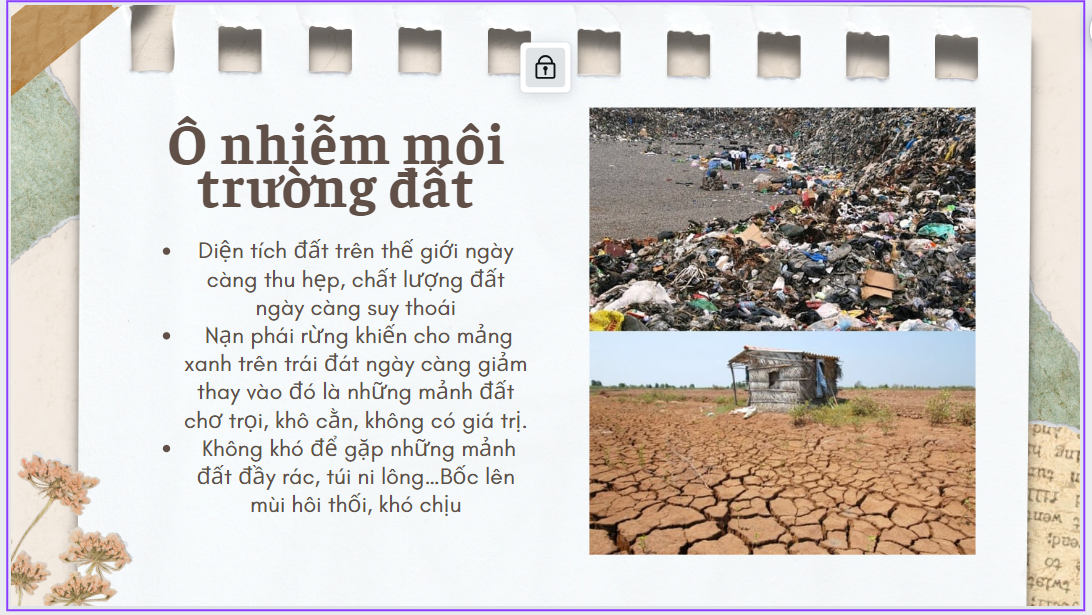 Ô nhiễm môi
trường đất
• Diện tích đất trên thế giới ngày
càng thu hẹp, chất lượng đất
ngày càng suy thoái
• Nạn phái rừng khiến cho mảng
xanh trên trái đát ngày càng giảm
thay vào đó là những mảnh đất
chơ trọi, khô cằn, không có giá trị.
• Không khó để gặp những mảnh
đất đầy rác, túi ni lông...Bốc lên
mùi hôi thối, khó chịu